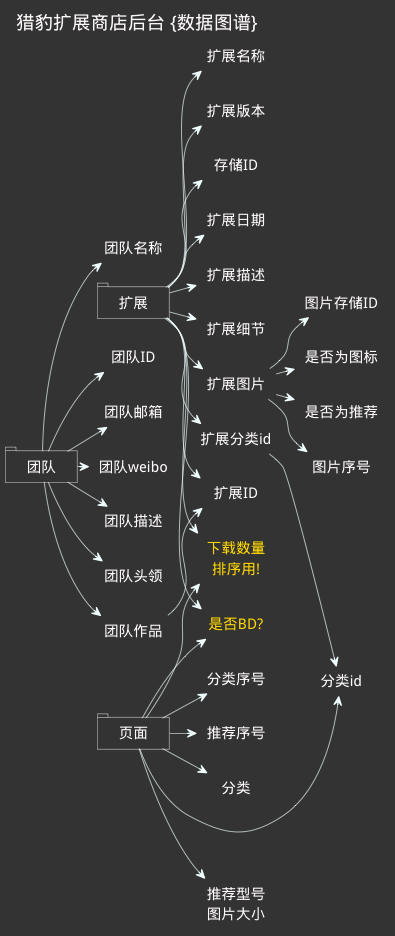 猎豹扩展商店后台 {数据图谱}
扩展名称
扩展版本
存储ID
扩展日期
团队名称
扩展描述
扩展
图片存储ID
扩展细节
团队ID
是否为图标
扩展图片
团队邮箱
是否为推荐
扩展分类id
团队
团队weibo
图片序号
扩展ID
团队描述
下载数量
排序用!
团队头领
是否BD?
团队作品
分类序号
分类id
页面
推荐序号
分类
推荐型号
图片大小